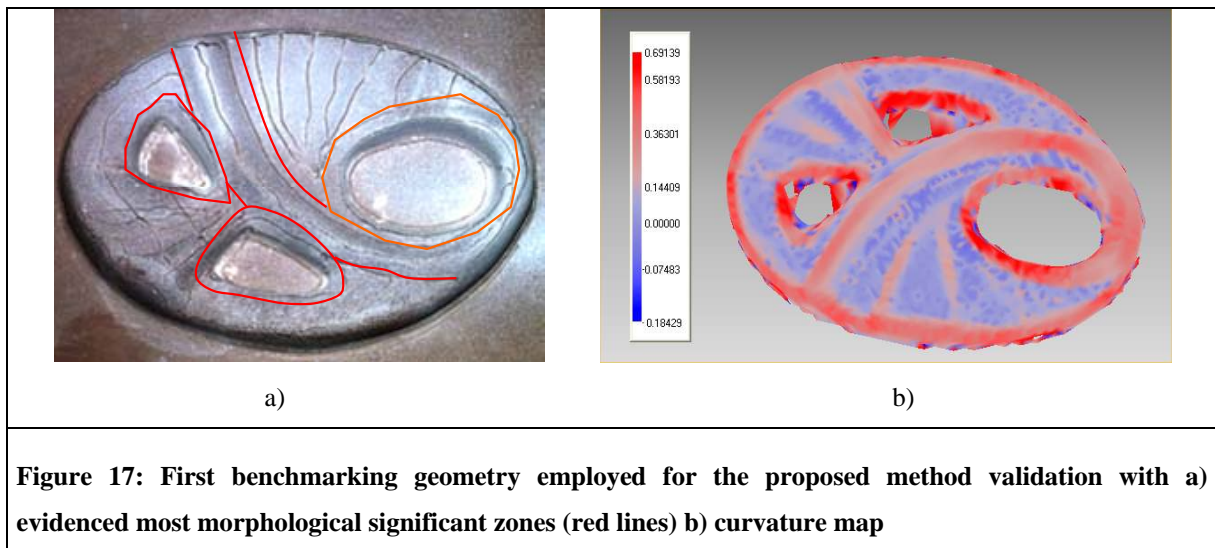 0.69139
0.58193
0.36301
0.14409
0.00000
-0.07483
-0.18429
a)
b)
Figure 17: First benchmarking geometry employed for the proposed method validation with a)
evidenced most morphological significant zones (red lines) b) curvature map